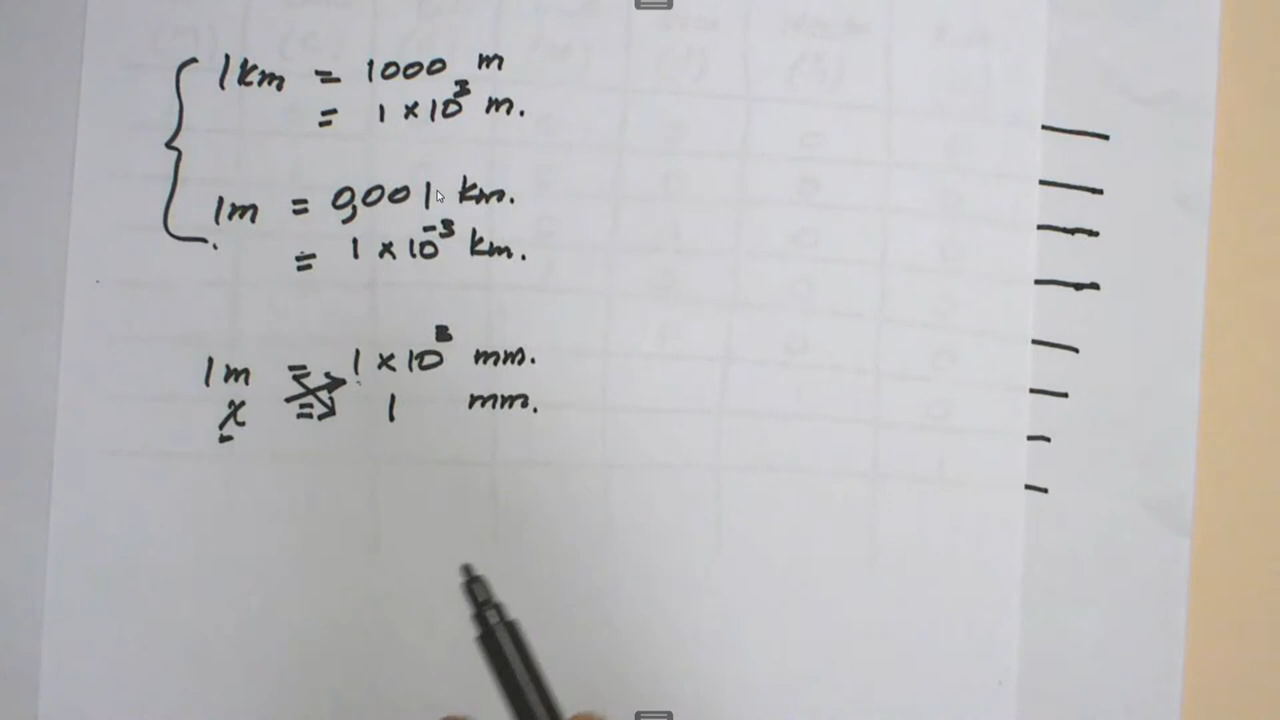 1km = 1000 m
= 1 × 10³ m.
1m = 0,001 km.
= 1 × 10⁻³ km.
1m = 1 × 10³ mm.
x = 1 mm.